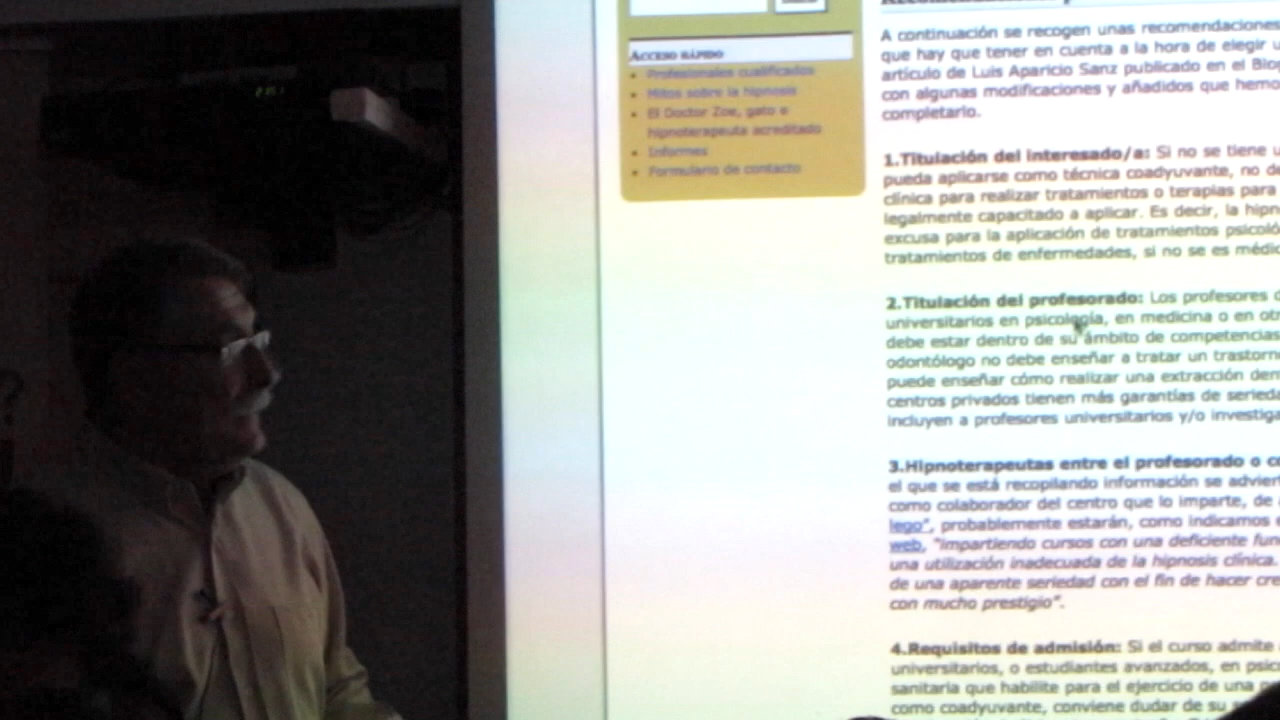 ACCESO RÁPIDO
Profesionales cualificados
Mitos sobre la hipnosis
El Doctor Zoe, gato e
hipnoterapeuta acreditado
Informes
Formulario de contacto
A continuación se recogen unas recomendaciones
que hay que tener en cuenta a la hora de elegir
artículo de Luis Aparicio Sanz publicado en el
con algunas modificaciones y añadidos que
completarlo.
1.Titulación del interesado/a: Si no se tiene
pueda aplicarse como técnica coadyuvante, no
clínica para realizar tratamientos o terapias para
legalmente capacitado a aplicar. Es decir, la
excusa para la aplicación de tratamientos
tratamientos de enfermedades, si no se es
2.Titulación del profesorado: Los profesores
universitarios en psicología, en medicina o en
debe estar dentro de su ámbito de competencias
odontólogo no debe enseñar a tratar un
puede enseñar cómo realizar una extracción
centros privados tienen más garantías de
incluyen a profesores universitarios y/o
3.Hipnoterapeutas entre el profesorado o
el que se está recopilando información se
como colaborador del centro que lo imparte, de
lego", probablemente estarán, como indicamos
web, "impartiendo cursos con una deficiente
una utilización inadecuada de la hipnosis clínica.
de una aparente seriedad con el fin de hacer
con mucho prestigio".
4.Requisitos de admisión: Si el curso admite
universitarios, o estudiantes avanzados, en
sanitaria que habilite para el ejercicio de una
como coadyuvante, conviene dudar de su